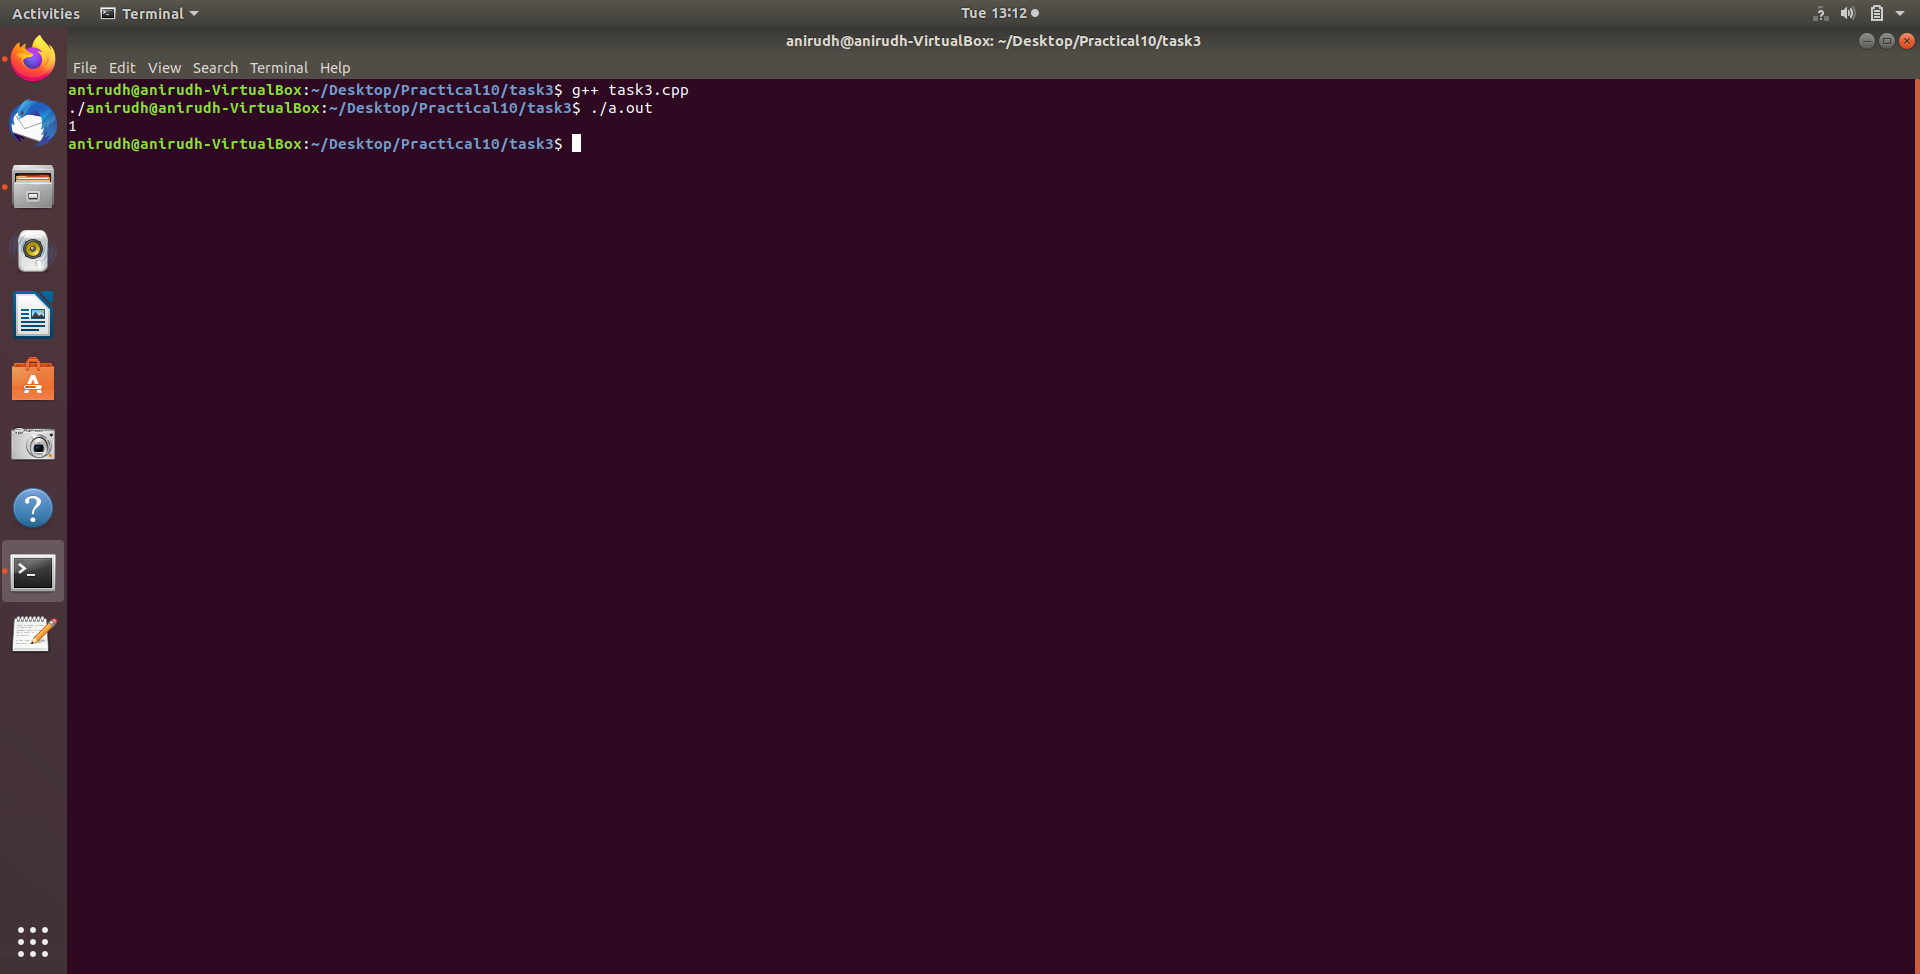 Activities Terminal Tue 13:12
anirudh@anirudh-VirtualBox: ~/Desktop/Practical10/task3
File Edit View Search Terminal Help
anirudh@anirudh-VirtualBox:~/Desktop/Practical10/task3$ g++ task3.cpp
./anirudh@anirudh-VirtualBox:~/Desktop/Practical10/task3$ ./a.out
1
anirudh@anirudh-VirtualBox:~/Desktop/Practical10/task3$